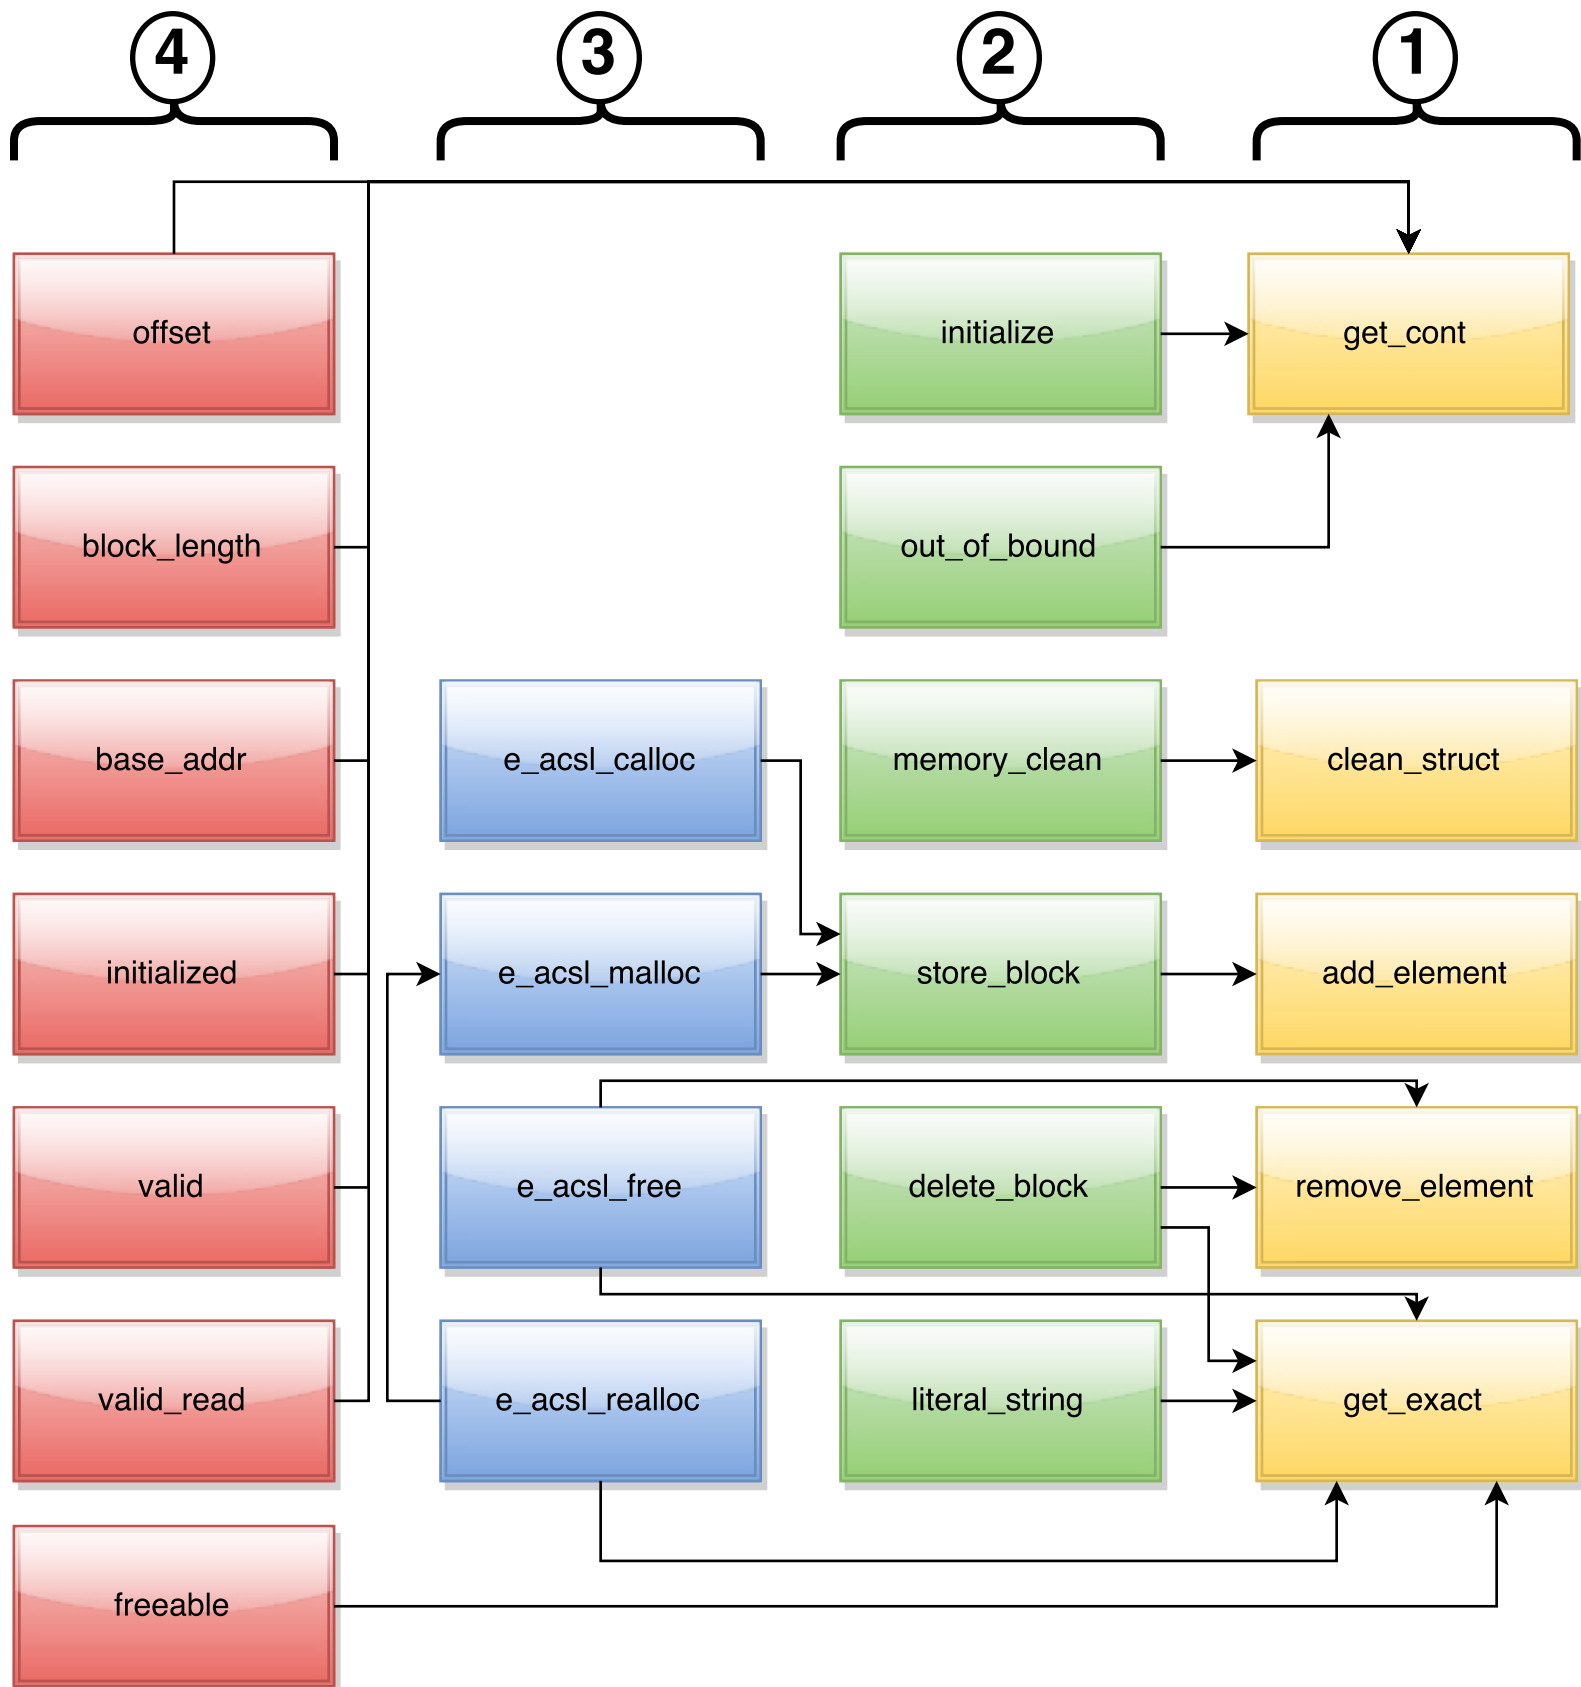 4 3 2 1
offset initialize get_cont
block_length out_of_bound
base_addr e_acsl_calloc memory_clean clean_struct
initialized e_acsl_malloc store_block add_element
valid e_acsl_free delete_block remove_element
valid_read e_acsl_realloc literal_string get_exact
freeable